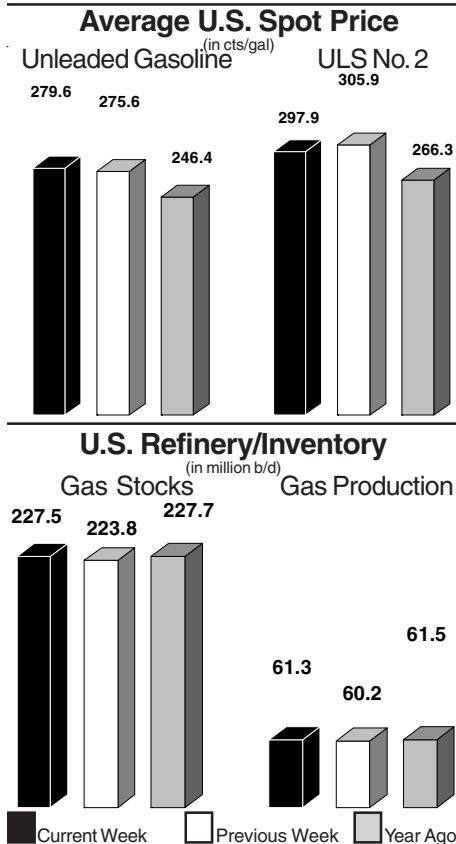 Average U.S. Spot Price
(in cts/gal)
Unleaded Gasoline
ULS No. 2
279.6
275.6
246.4
297.9
305.9
266.3
U.S. Refinery/Inventory
(in million b/d)
Gas Stocks
Gas Production
227.5
223.8
227.7
61.3
60.2
61.5
Current Week
Previous Week
Year Ago